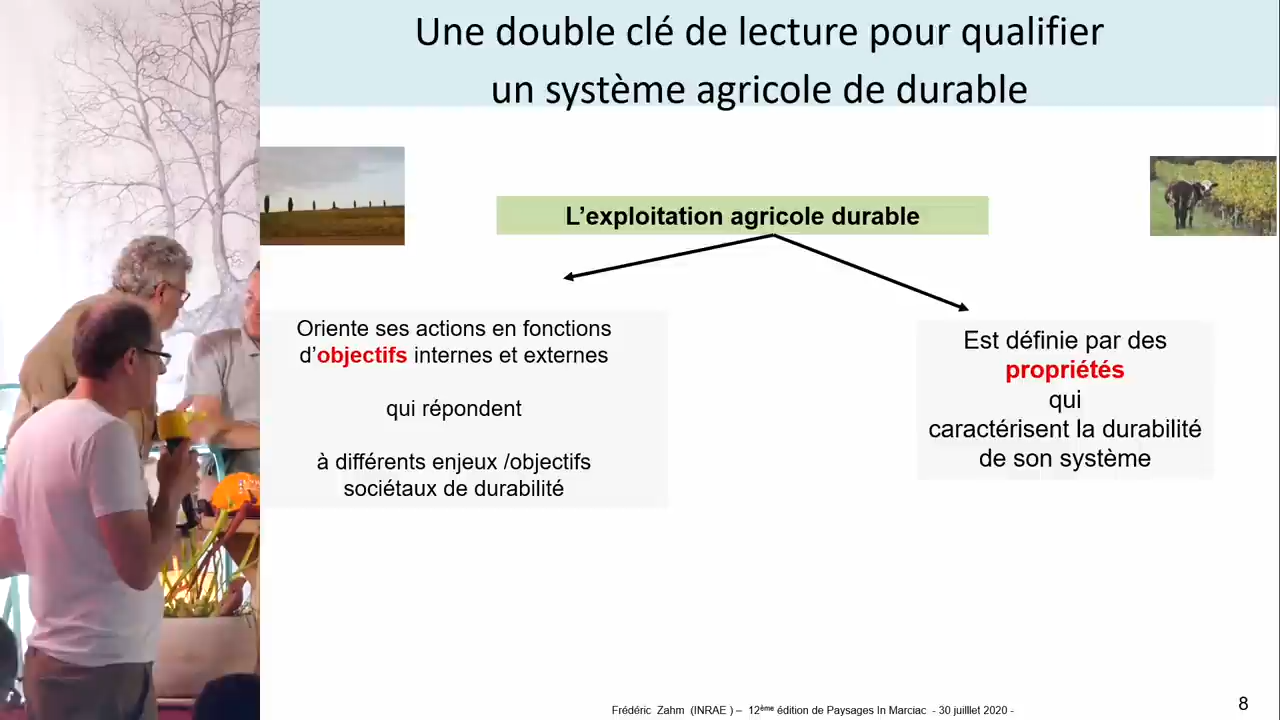 Une double clé de lecture pour qualifier
un système agricole de durable
L'exploitation agricole durable
Oriente ses actions en fonctions
d'objectifs internes et externes
qui répondent
à différents enjeux /objectifs
sociétaux de durabilité
Est définie par des
propriétés
qui
caractérisent la durabilité
de son système
Frédéric Zahm (INRAE ) – 12ème édition de Paysages In Marciac - 30 juilllet 2020 -
8